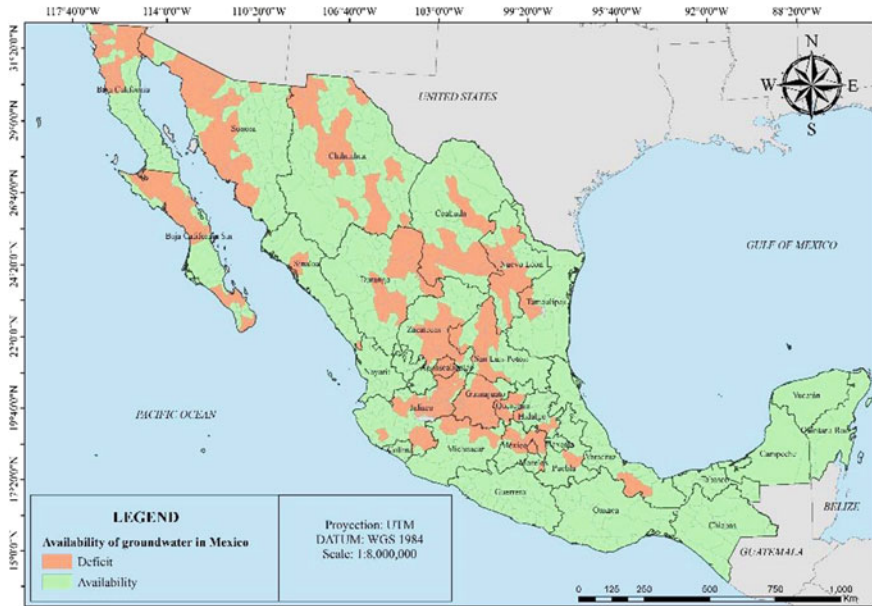 117°40'0"W 114°0'0"W 110°20'0"W 106°40'0"W 103°0'0"W 99°20'0"W 95°40'0"W 92°0'0"W 88°20'0"W
31°20'0"N
29°0'0"N
26°40'0"N
24°20'0"N
22°0'0"N
19°40'0"N
17°20'0"N
15°0'0"N
N
W E
S
UNITED STATES
GULF OF MEXICO
PACIFIC OCEAN
BELIZE
GUATEMALA
Baja California
Sonora
Chihuahua
Coahuila
Baja California Sur
Sinaloa
Durango
Nuevo León
Tamaulipas
Zacatecas
San Luis Potosí
Nayarit
Aguascalientes
Guanajuato
Jalisco
Querétaro
Hidalgo
Colima
Michoacán
México
Morelos
Puebla
Veracruz
Guerrero
Oaxaca
Tabasco
Chiapas
Campeche
Yucatán
Quintana Roo
LEGEND
Availability of groundwater in Mexico
Deficit
Availability
Proyection: UTM
DATUM: WGS 1984
Scale: 1:8,000,000
0 125 250 500 750 1,000
Km